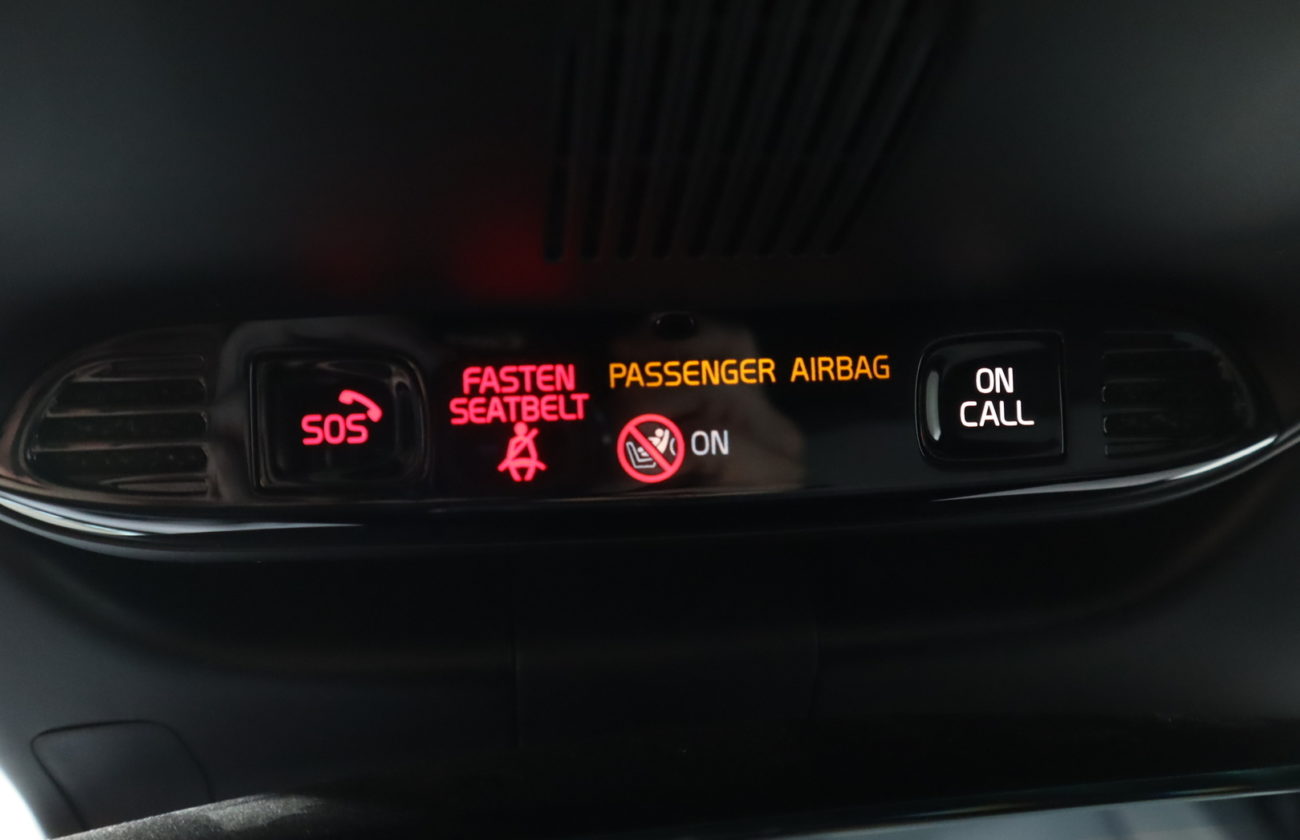 SOS
FASTEN
SEATBELT
PASSENGER AIRBAG
ON
ON
CALL